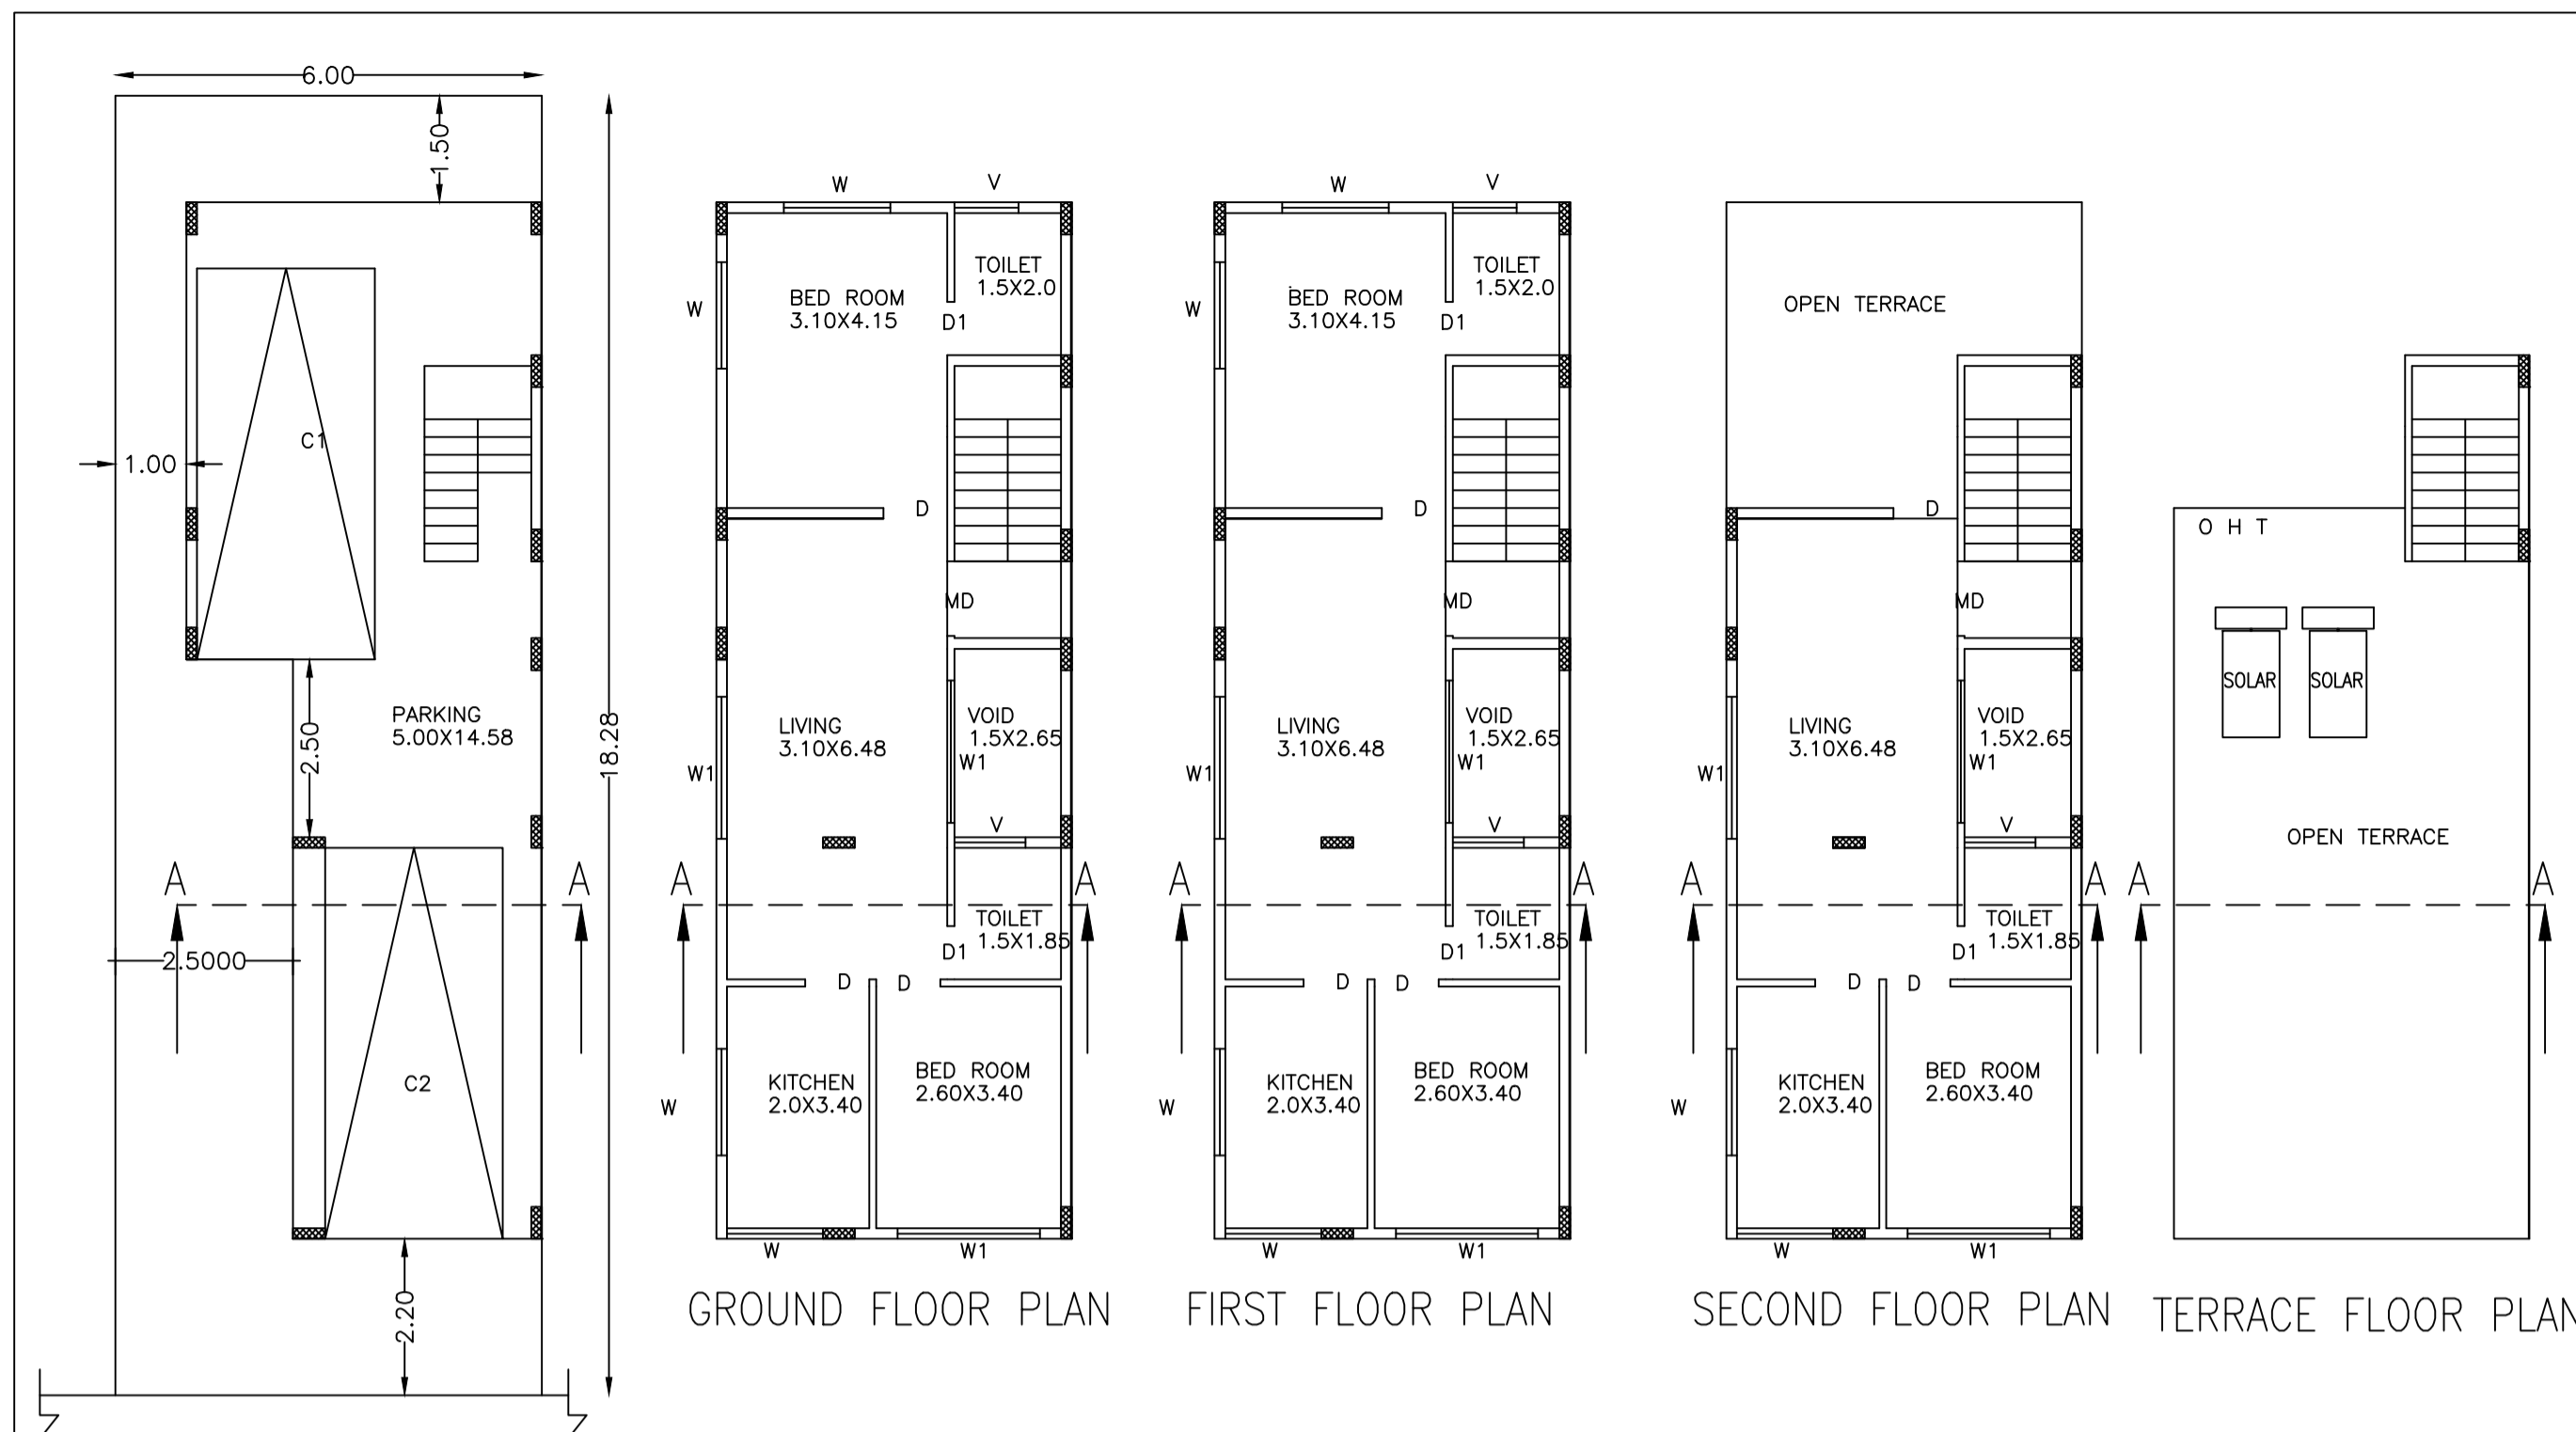 6.00
1.50
C1
1.00
PARKING
5.00X14.58
2.50
18.28
A
A
2.5000
C2
2.20
W
V
TOILET
1.5X2.0
BED ROOM
3.10X4.15
W
D1
D
MD
VOID
1.5X2.65
LIVING
3.10X6.48
W1
W1
V
A
A
TOILET
1.5X1.85
D1
D
D
BED ROOM
2.60X3.40
KITCHEN
2.0X3.40
W
W
W1
GROUND FLOOR PLAN
W
V
TOILET
1.5X2.0
BED ROOM
3.10X4.15
W
D1
D
MD
VOID
1.5X2.65
LIVING
3.10X6.48
W1
W1
V
A
A
TOILET
1.5X1.85
D1
D
D
BED ROOM
2.60X3.40
KITCHEN
2.0X3.40
W
W
W1
FIRST FLOOR PLAN
OPEN TERRACE
D
MD
VOID
1.5X2.65
LIVING
3.10X6.48
W1
W1
V
A
A
TOILET
1.5X1.85
D1
D
D
BED ROOM
2.60X3.40
KITCHEN
2.0X3.40
W
W
W1
SECOND FLOOR PLAN
O H T
SOLAR
SOLAR
OPEN TERRACE
A
A
TERRACE FLOOR PLAN